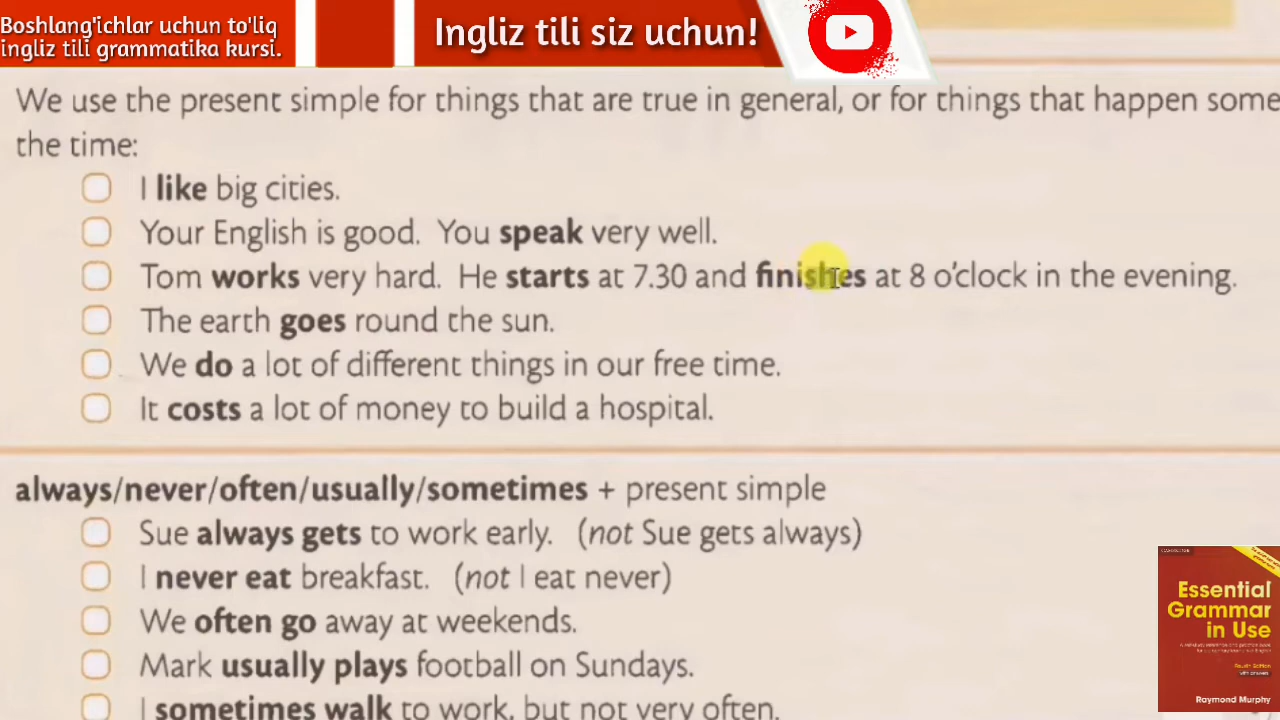 Boshlang'ichlar uchun to'liq
ingliz tili grammatika kursi.
Ingliz tili siz uchun!
We use the present simple for things that are true in general, or for things that happen some
the time:
I like big cities.
Your English is good. You speak very well.
Tom works very hard. He starts at 7.30 and finishes at 8 o'clock in the evening.
The earth goes round the sun.
We do a lot of different things in our free time.
It costs a lot of money to build a hospital.
always/never/often/usually/sometimes + present simple
Sue always gets to work early. (not Sue gets always)
I never eat breakfast. (not I eat never)
We often go away at weekends.
Mark usually plays football on Sundays.
I sometimes walk to work, but not very often.
Essential
Grammar
in Use
Fourth Edition
with answers
Raymond Murphy